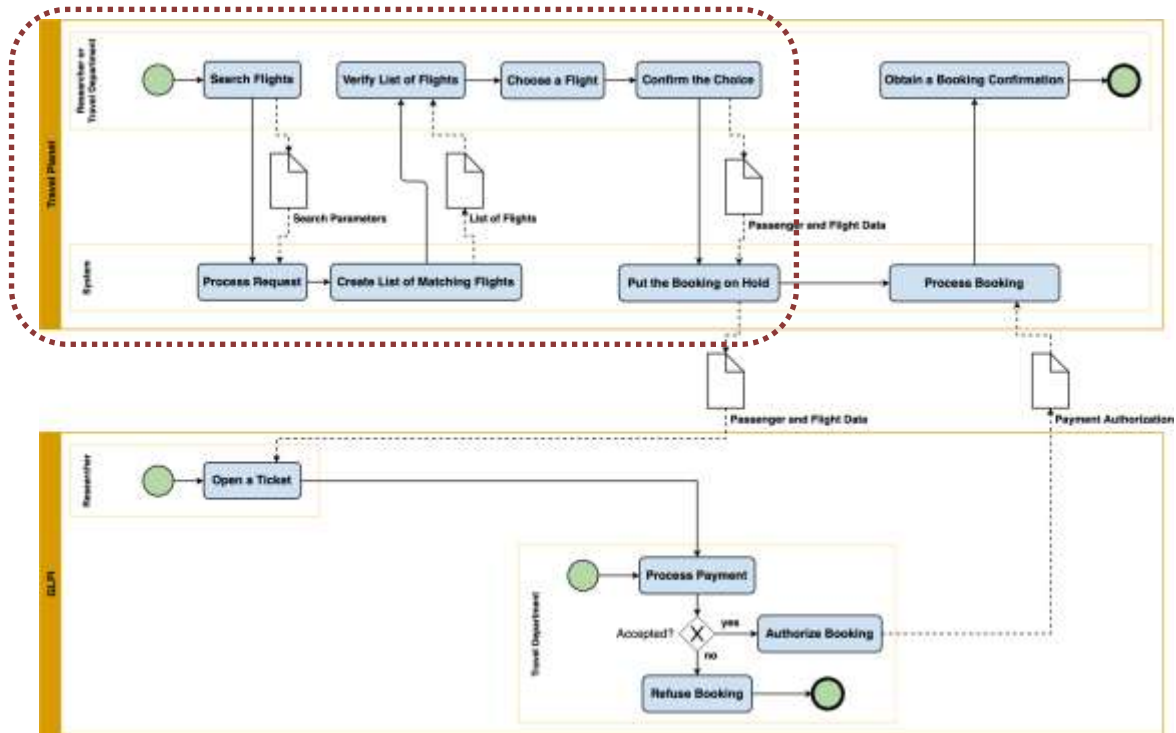 Travel Planet
Researcher or
Travel Department
Search Flights
Verify List of Flights
Choose a Flight
Confirm the Choice
Obtain a Booking Confirmation
Search Parameters
List of Flights
Passenger and Flight Data
System
Process Request
Create List of Matching Flights
Put the Booking on Hold
Process Booking
Passenger and Flight Data
Payment Authorization
GLPI
Researcher
Open a Ticket
Travel Department
Process Payment
Accepted?
X
yes
Authorize Booking
no
Refuse Booking